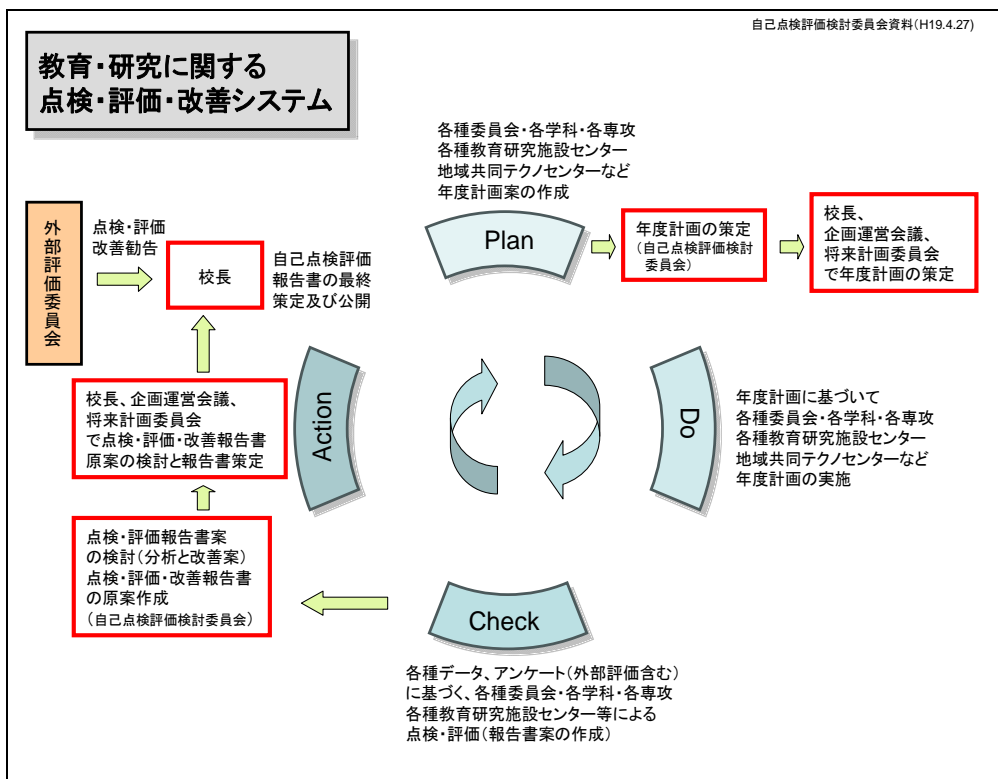 自己点検評価検討委員会資料(H19.4.27)
教育・研究に関する
点検・評価・改善システム
各種委員会・各学科・各専攻
各種教育研究施設センター
地域共同テクノセンターなど
年度計画案の作成
Plan
年度計画の策定
(自己点検評価検討
委員会)
校長、
企画運営会議、
将来計画委員会
で年度計画の策定
外部評価委員会
点検・評価
改善勧告
校長
自己点検評価
報告書の最終
策定及び公開
Action
校長、企画運営会議、
将来計画委員会
で点検・評価・改善報告書
原案の検討と報告書策定
Do
年度計画に基づいて
各種委員会・各学科・各専攻
各種教育研究施設センター
地域共同テクノセンターなど
年度計画の実施
点検・評価報告書案
の検討(分析と改善案)
点検・評価・改善報告書
の原案作成
(自己点検評価検討委員会)
Check
各種データ、アンケート(外部評価含む)
に基づく、各種委員会・各学科・各専攻
各種教育研究施設センター等による
点検・評価(報告書案の作成)